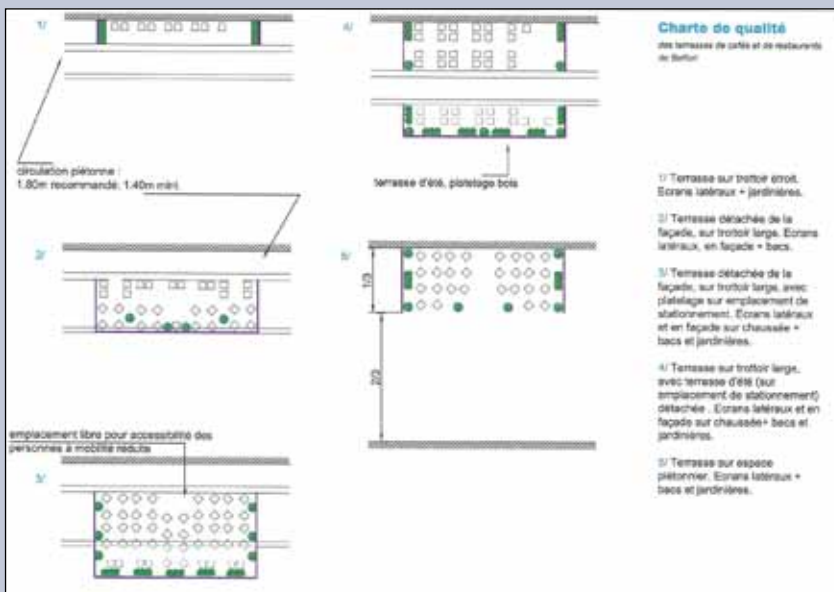 Charte de qualité
des terrasses de cafés et de restaurants
de Belfort
1/
circulation piétonne :
1.80m recommandé, 1.40m mini.
2/
emplacement libre pour accessibilité des
personnes à mobilité réduite
3/
4/
terrasse d'été, platelage bois
5/
1/3
2/3
1/ Terrasse sur trottoir étroit.
Ecrans latéraux + jardinières.
2/ Terrasse détachée de la
façade, sur trottoir large. Ecrans
latéraux, en façade + bacs.
3/ Terrasse détachée de la
façade, sur trottoir large, avec
platelage sur emplacement de
stationnement. Ecrans latéraux
et en façade sur chaussée +
bacs et jardinières.
4/ Terrasse sur trottoir large,
avec terrasse d'été (sur
emplacement de stationnement)
détachée . Ecrans latéraux et en
façade sur chaussée+ bacs et
jardinières.
5/ Terrasse sur espace
piétonnier. Ecrans latéraux +
bacs et jardinières.